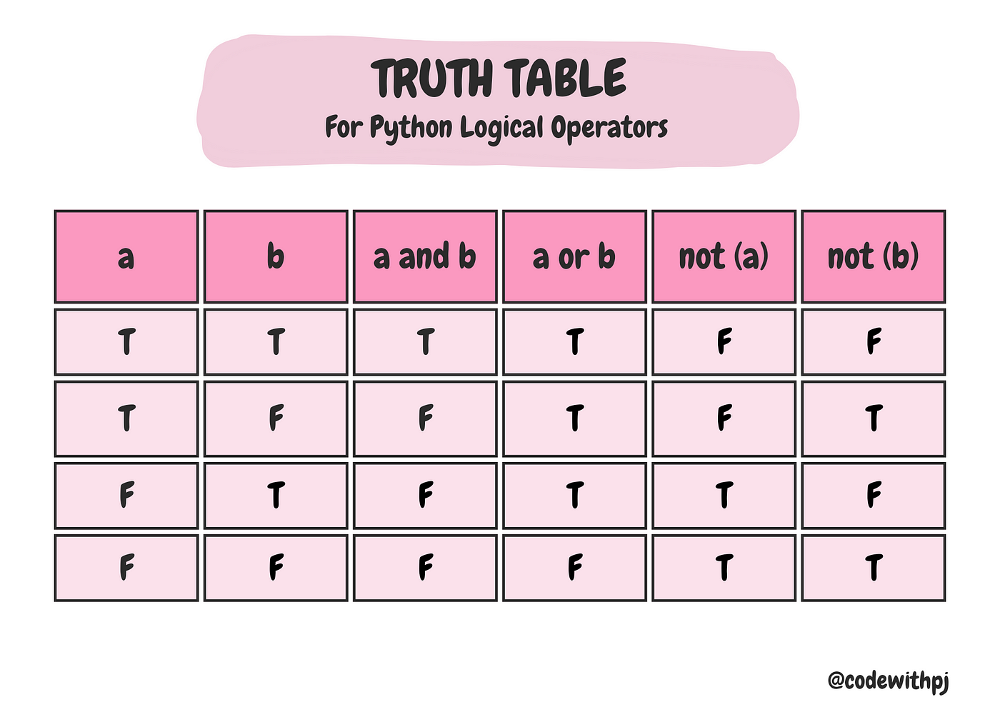 TRUTH TABLE
For Python Logical Operators
a b a and b a or b not (a) not (b)
T T T T F F
T F F T F T
F T F T T F
F F F F T T
@codewithpj